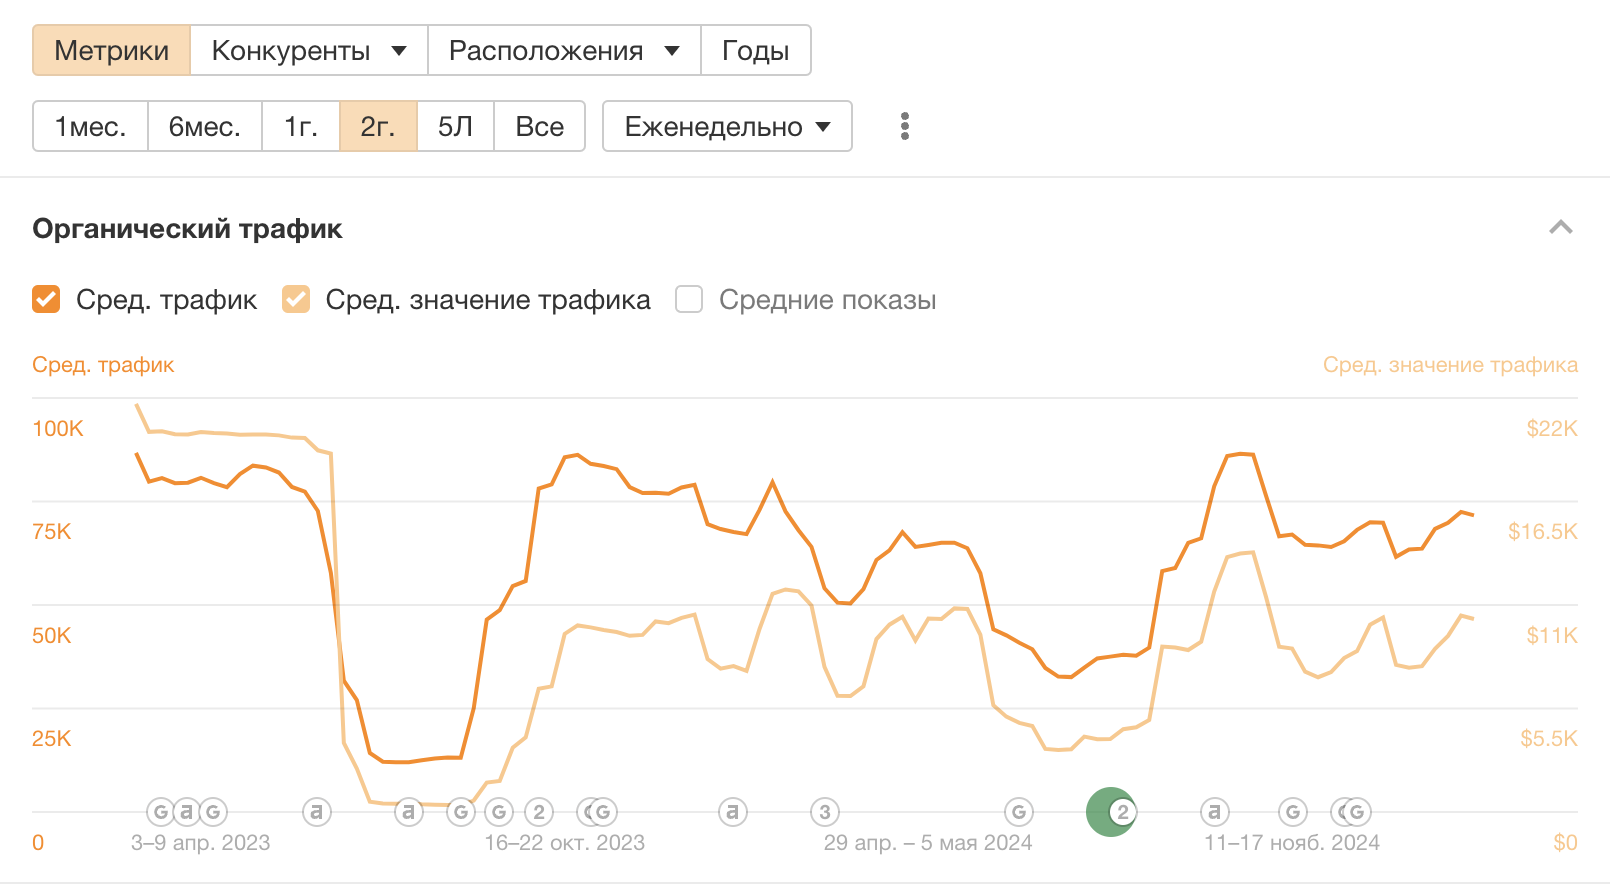 Метрики Конкуренты Расположения Годы
1мес. 6мес. 1г. 2г. 5Л Все Еженедельно
Органический трафик
Сред. трафик Сред. значение трафика Средние показы
Сред. трафик Сред. значение трафика
100K $22K
75K $16.5K
50K $11K
25K $5.5K
G a G a a G G 2 G G a 3 G 2 a G G G
0 3–9 апр. 2023 16–22 окт. 2023 29 апр. – 5 мая 2024 11–17 нояб. 2024 $0